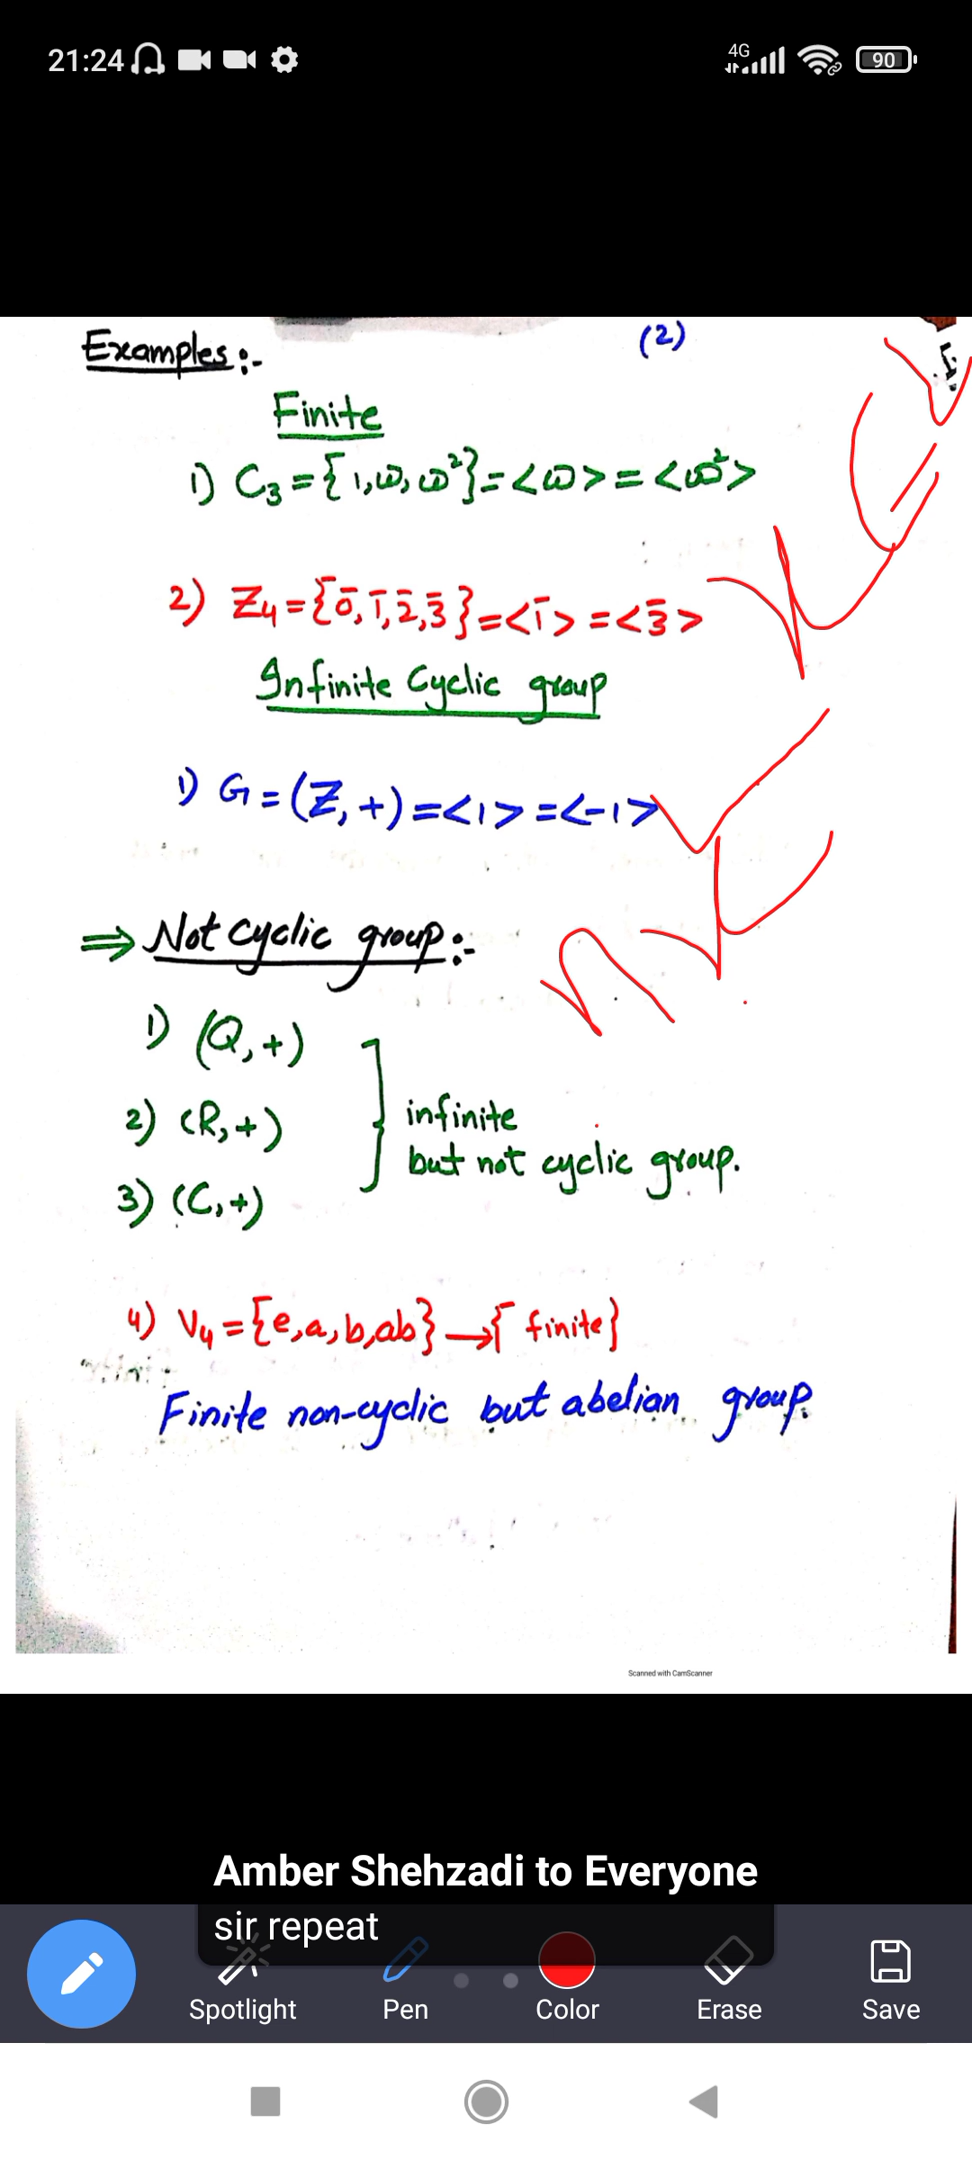 21:24
4G
90
Examples:-
(2)
Finite
1) C₃ = {1, ω, ω²} = <ω> = <ω²>
2) Z₄ = {0̄, 1̄, 2̄, 3̄} = <1̄> = <3̄>
Infinite Cyclic group
1) G = (Z, +) = <1> = <-1>
⇒ Not cyclic group:-
1) (Q, +)
2) (R, +)
3) (C, +)
infinite
but not cyclic group.
4) V₄ = {e, a, b, ab} → { finite}
Finite non-cyclic but abelian group.
Scanned with CamScanner
Amber Shehzadi to Everyone
sir repeat
Spotlight
Pen
Color
Erase
Save